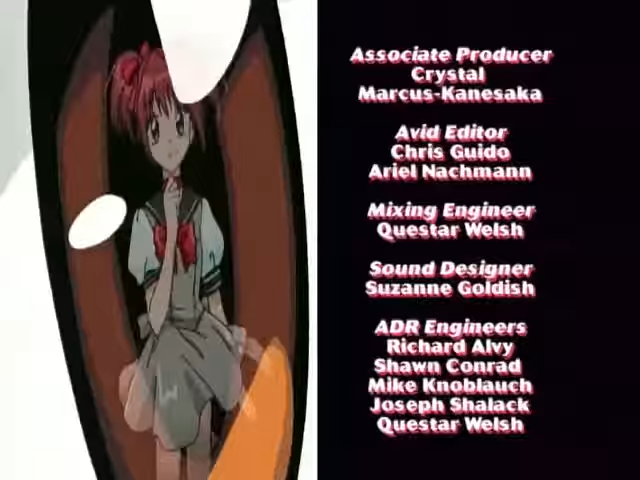 Associate Producer
Crystal
Marcus-Kanesaka
Avid Editor
Chris Guido
Ariel Nachmann
Mixing Engineer
Questar Welsh
Sound Designer
Suzanne Goldish
ADR Engineers
Richard Alvy
Shawn Conrad
Mike Knoblauch
Joseph Shalack
Questar Welsh